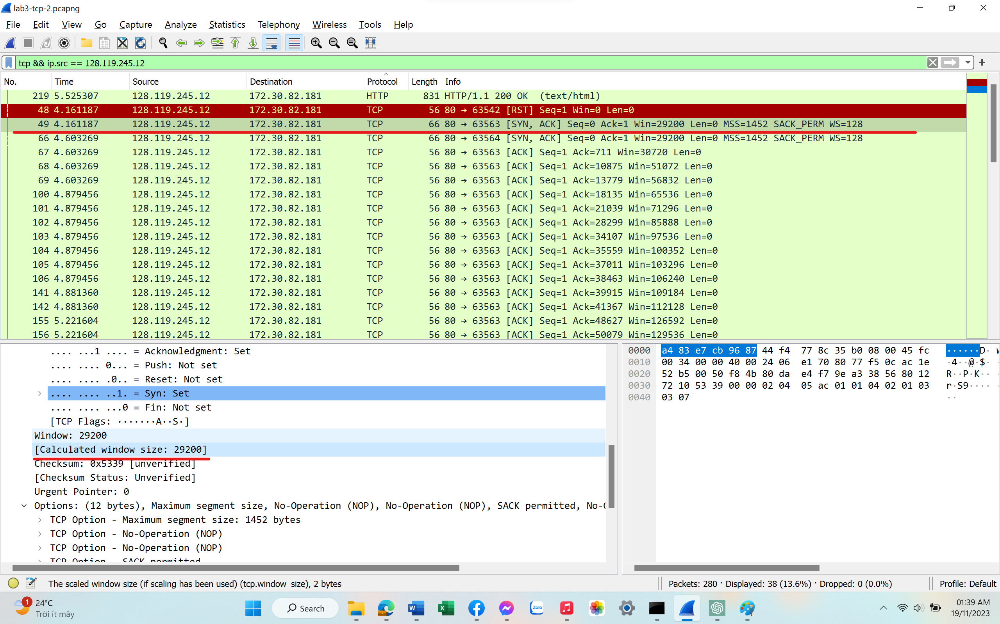 lab3-tcp-2.pcapng
File Edit View Go Capture Analyze Statistics Telephony Wireless Tools Help
tcp && ip.src == 128.119.245.12
No. Time Source Destination Protocol Length Info
219 5.525307 128.119.245.12 172.30.82.181 HTTP 831 HTTP/1.1 200 OK (text/html)
48 4.161187 128.119.245.12 172.30.82.181 TCP 56 80 → 63542 [RST] Seq=1 Win=0 Len=0
49 4.161187 128.119.245.12 172.30.82.181 TCP 66 80 → 63563 [SYN, ACK] Seq=0 Ack=1 Win=29200 Len=0 MSS=1452 SACK_PERM WS=128
66 4.603269 128.119.245.12 172.30.82.181 TCP 66 80 → 63564 [SYN, ACK] Seq=0 Ack=1 Win=29200 Len=0 MSS=1452 SACK_PERM WS=128
67 4.603269 128.119.245.12 172.30.82.181 TCP 56 80 → 63563 [ACK] Seq=1 Ack=711 Win=30720 Len=0
68 4.603269 128.119.245.12 172.30.82.181 TCP 56 80 → 63563 [ACK] Seq=1 Ack=10875 Win=51072 Len=0
69 4.603269 128.119.245.12 172.30.82.181 TCP 56 80 → 63563 [ACK] Seq=1 Ack=13779 Win=56832 Len=0
100 4.879456 128.119.245.12 172.30.82.181 TCP 56 80 → 63563 [ACK] Seq=1 Ack=18135 Win=65536 Len=0
101 4.879456 128.119.245.12 172.30.82.181 TCP 56 80 → 63563 [ACK] Seq=1 Ack=21039 Win=71296 Len=0
102 4.879456 128.119.245.12 172.30.82.181 TCP 56 80 → 63563 [ACK] Seq=1 Ack=28299 Win=85888 Len=0
103 4.879456 128.119.245.12 172.30.82.181 TCP 56 80 → 63563 [ACK] Seq=1 Ack=34107 Win=97536 Len=0
104 4.879456 128.119.245.12 172.30.82.181 TCP 56 80 → 63563 [ACK] Seq=1 Ack=35559 Win=100352 Len=0
105 4.879456 128.119.245.12 172.30.82.181 TCP 56 80 → 63563 [ACK] Seq=1 Ack=37011 Win=103296 Len=0
106 4.879456 128.119.245.12 172.30.82.181 TCP 56 80 → 63563 [ACK] Seq=1 Ack=38463 Win=106240 Len=0
141 4.881360 128.119.245.12 172.30.82.181 TCP 56 80 → 63563 [ACK] Seq=1 Ack=39915 Win=109184 Len=0
142 4.881360 128.119.245.12 172.30.82.181 TCP 56 80 → 63563 [ACK] Seq=1 Ack=41367 Win=112128 Len=0
155 5.221604 128.119.245.12 172.30.82.181 TCP 56 80 → 63563 [ACK] Seq=1 Ack=48627 Win=126592 Len=0
156 5.221604 128.119.245.12 172.30.82.181 TCP 56 80 → 63563 [ACK] Seq=1 Ack=50079 Win=129536 Len=0
.... ...1 .... = Acknowledgment: Set
.... .... 0... = Push: Not set
.... .... .0.. = Reset: Not set
.... .... ..1. = Syn: Set
.... .... ...0 = Fin: Not set
[TCP Flags: ·······A··S·]
Window: 29200
[Calculated window size: 29200]
Checksum: 0x5339 [unverified]
[Checksum Status: Unverified]
Urgent Pointer: 0
Options: (12 bytes), Maximum segment size, No-Operation (NOP), No-Operation (NOP), SACK permitted, No-
TCP Option - Maximum segment size: 1452 bytes
TCP Option - No-Operation (NOP)
TCP Option - No-Operation (NOP)
TCP Option - SACK permitted
0000 a4 83 e7 cb 96 87 44 f4 77 8c 35 b0 08 00 45 fc ······D· w
0010 00 34 00 00 40 00 24 06 e1 70 80 77 f5 0c ac 1e ·4··@·$·
0020 52 b5 00 50 f8 4b 80 da e4 f7 9e a3 38 56 80 12 R··P·K··
0030 72 10 53 39 00 00 02 04 05 ac 01 01 04 02 01 03 r·S9····
0040 03 07 ··
The scaled window size (if scaling has been used) (tcp.window_size), 2 bytes
Packets: 280 · Displayed: 38 (13.6%) · Dropped: 0 (0.0%)
Profile: Default
1
24°C
Trời ít mây
Search
Zalo
01:39 AM
19/11/2023